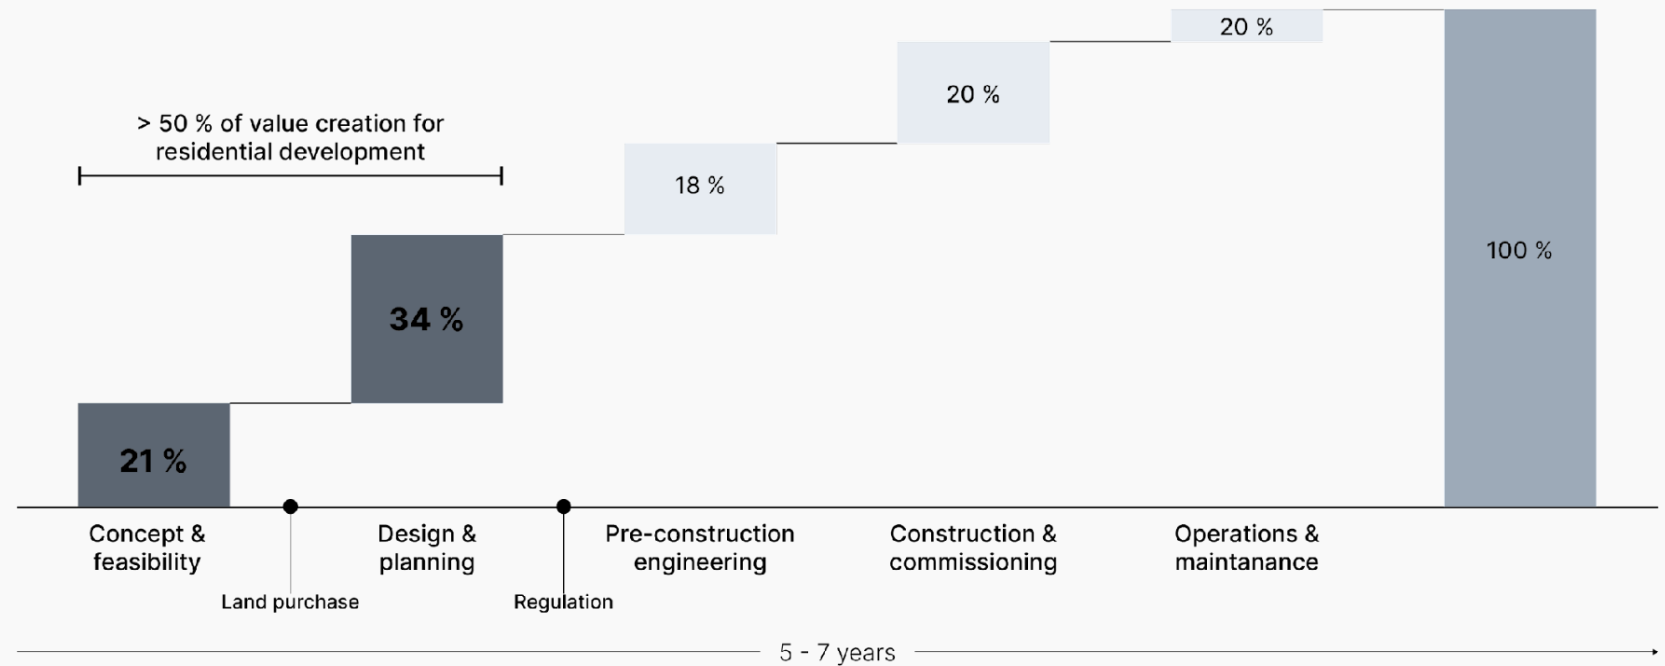 20 %
20 %
> 50 % of value creation for
residential development
18 %
100 %
34 %
21 %
Concept &
feasibility
Design &
planning
Pre-construction
engineering
Construction &
commissioning
Operations &
maintanance
Land purchase
Regulation
5 - 7 years